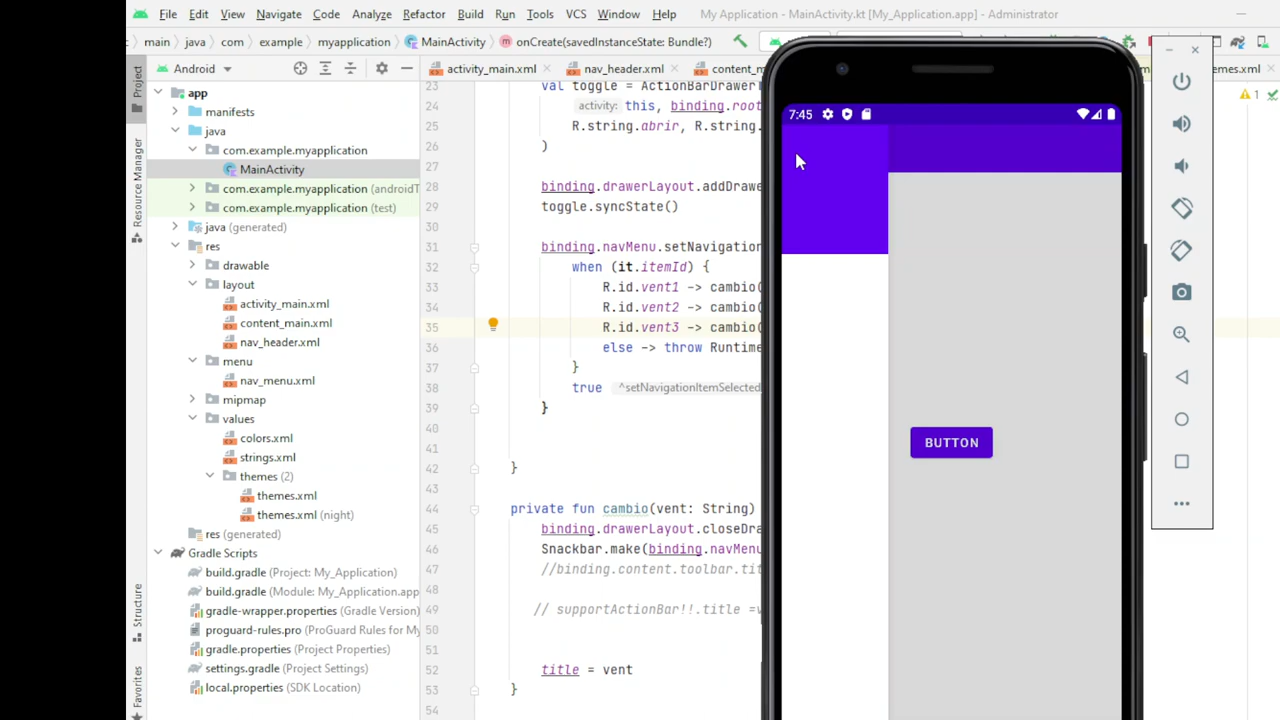 File Edit View Navigate Code Analyze Refactor Build Run Tools VCS Window Help My Application - MainActivity.kt [My_Application.app] - Administrator
main java com example myapplication MainActivity onCreate(savedInstanceState: Bundle?)
Project
Resource Manager
Structure
Favorites
Android
app
manifests
java
com.example.myapplication
MainActivity
com.example.myapplication (androidT
com.example.myapplication (test)
java (generated)
res
drawable
layout
activity_main.xml
content_main.xml
nav_header.xml
menu
nav_menu.xml
mipmap
values
colors.xml
strings.xml
themes (2)
themes.xml
themes.xml (night)
res (generated)
Gradle Scripts
build.gradle (Project: My_Application)
build.gradle (Module: My_Application.app
gradle-wrapper.properties (Gradle Version)
proguard-rules.pro (ProGuard Rules for My
gradle.properties (Project Properties)
settings.gradle (Project Settings)
local.properties (SDK Location)
activity_main.xml nav_header.xml content_m emes.xml
1
23 val toggle = ActionBarDrawerT
24 activity: this, binding.root
25 R.string.abrir, R.string.
26 )
27
28 binding.drawerLayout.addDrawe
29 toggle.syncState()
30
31 binding.navMenu.setNavigation
32 when (it.itemId) {
33 R.id.vent1 -> cambio(
34 R.id.vent2 -> cambio(
35 R.id.vent3 -> cambio(
36 else -> throw Runtime
37 }
38 true ^setNavigationItemSelected
39 }
40
41
42 }
43
44 private fun cambio(vent: String)
45 binding.drawerLayout.closeDra
46 Snackbar.make(binding.navMenu
47 //binding.content.toolbar.tit
48
49 // supportActionBar!!.title =v
50
51
52 title = vent
53 }
54
7:45
BUTTON